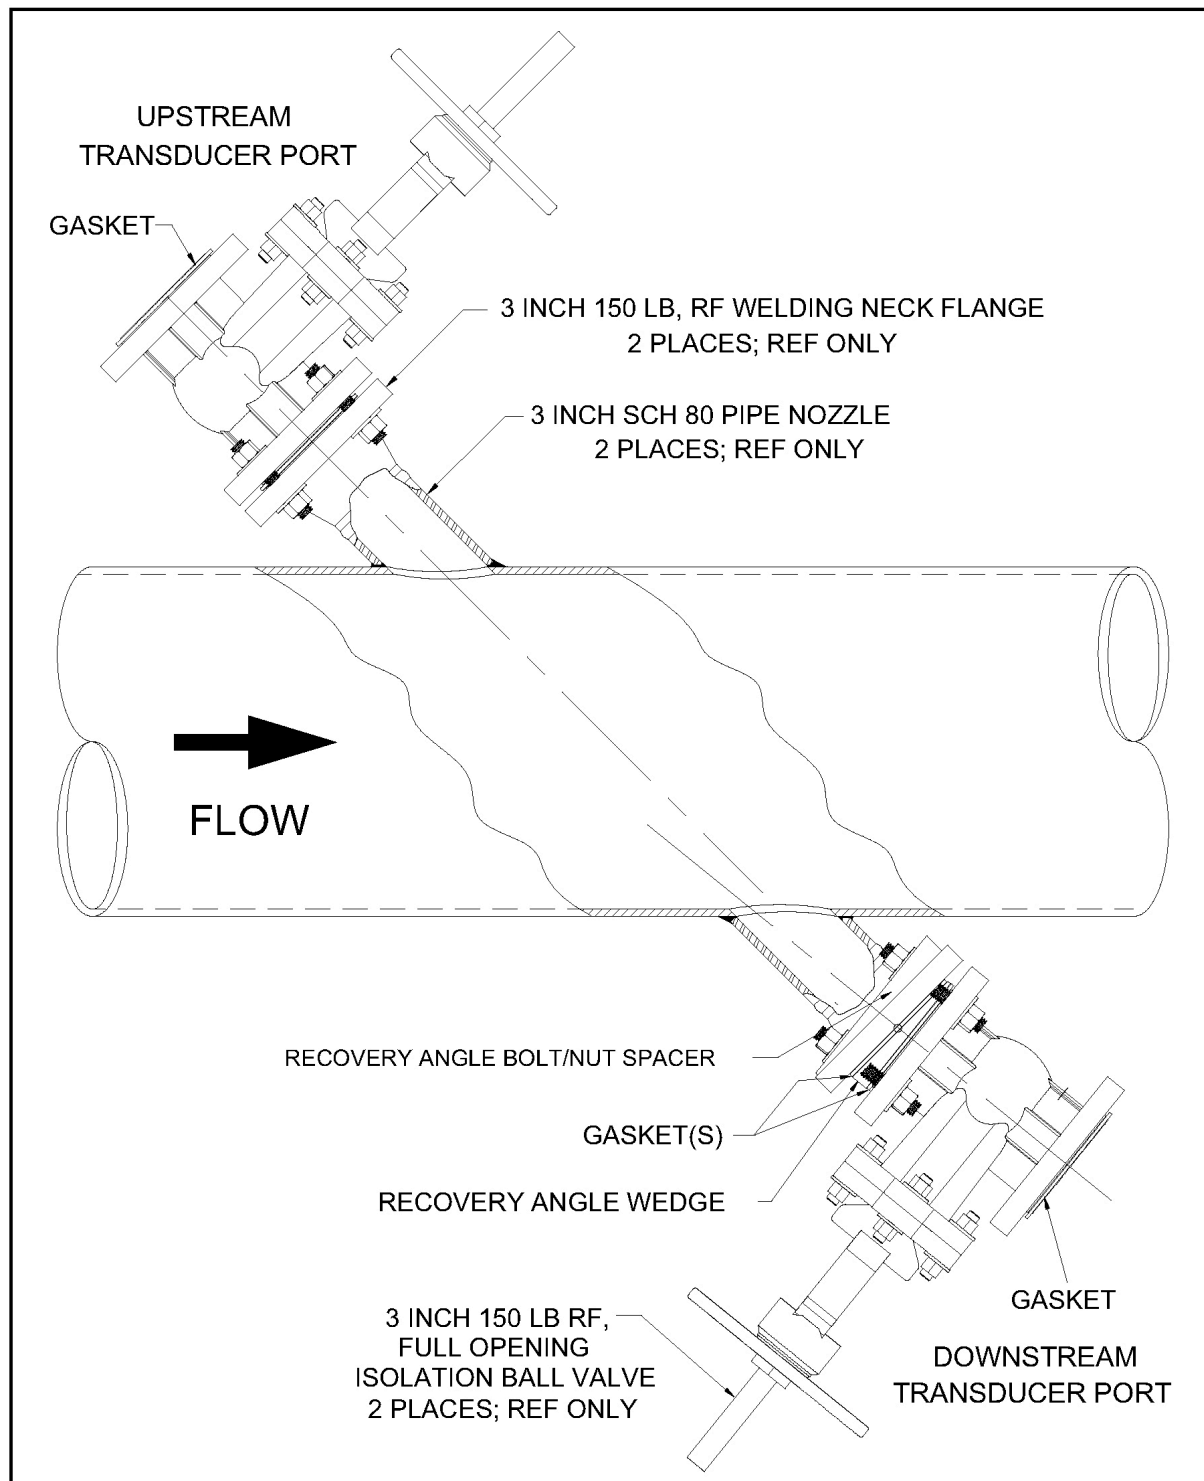 UPSTREAM
TRANSDUCER PORT
GASKET
3 INCH 150 LB, RF WELDING NECK FLANGE
2 PLACES; REF ONLY
3 INCH SCH 80 PIPE NOZZLE
2 PLACES; REF ONLY
FLOW
RECOVERY ANGLE BOLT/NUT SPACER
GASKET(S)
RECOVERY ANGLE WEDGE
3 INCH 150 LB RF,
FULL OPENING
ISOLATION BALL VALVE
2 PLACES; REF ONLY
GASKET
DOWNSTREAM
TRANSDUCER PORT